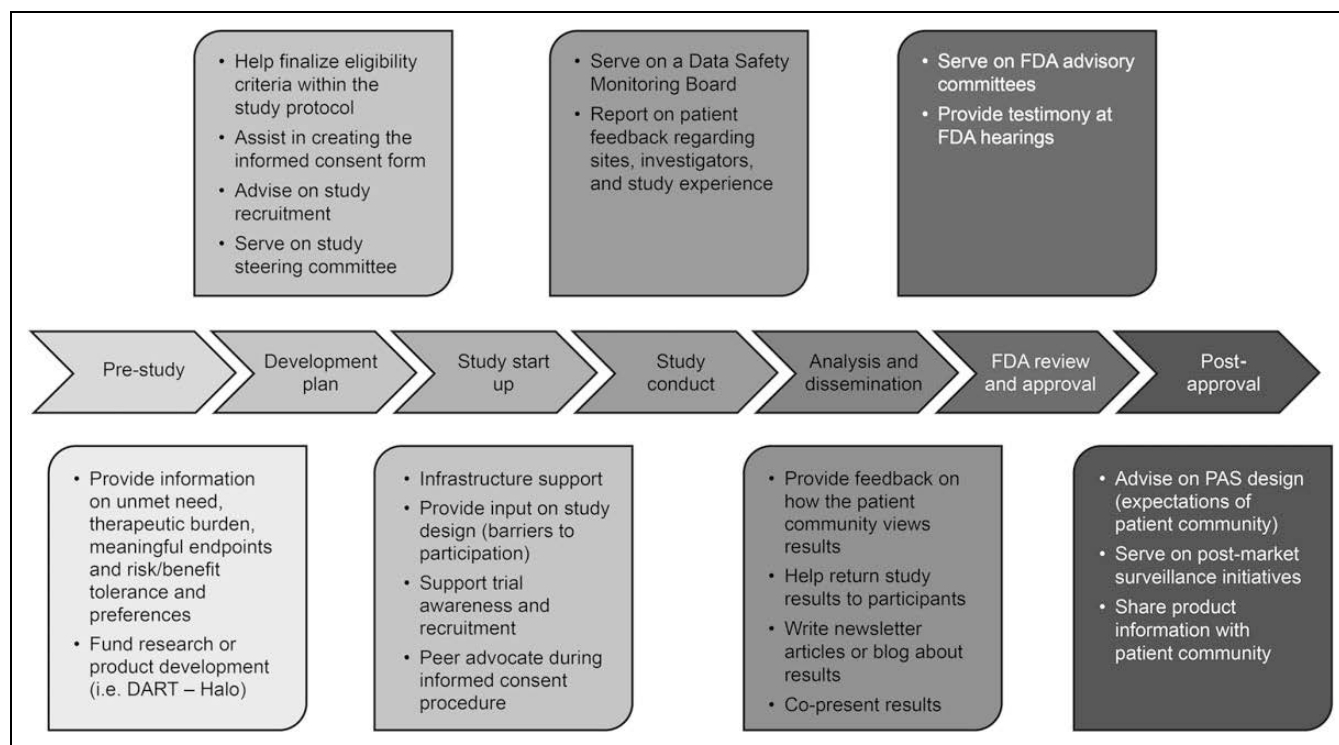 • Help finalize eligibility
criteria within the
study protocol
• Assist in creating the
informed consent form
• Advise on study
recruitment
• Serve on study
steering committee
• Serve on a Data Safety
Monitoring Board
• Report on patient
feedback regarding
sites, investigators,
and study experience
• Serve on FDA advisory
committees
• Provide testimony at
FDA hearings
Pre-study
Development
plan
Study start
up
Study
conduct
Analysis and
dissemination
FDA review
and approval
Post-
approval
• Provide information
on unmet need,
therapeutic burden,
meaningful endpoints
and risk/benefit
tolerance and
preferences
• Fund research or
product development
(i.e. DART – Halo)
• Infrastructure support
• Provide input on study
design (barriers to
participation)
• Support trial
awareness and
recruitment
• Peer advocate during
informed consent
procedure
• Provide feedback on
how the patient
community views
results
• Help return study
results to participants
• Write newsletter
articles or blog about
results
• Co-present results
• Advise on PAS design
(expectations of
patient community)
• Serve on post-market
surveillance initiatives
• Share product
information with
patient community